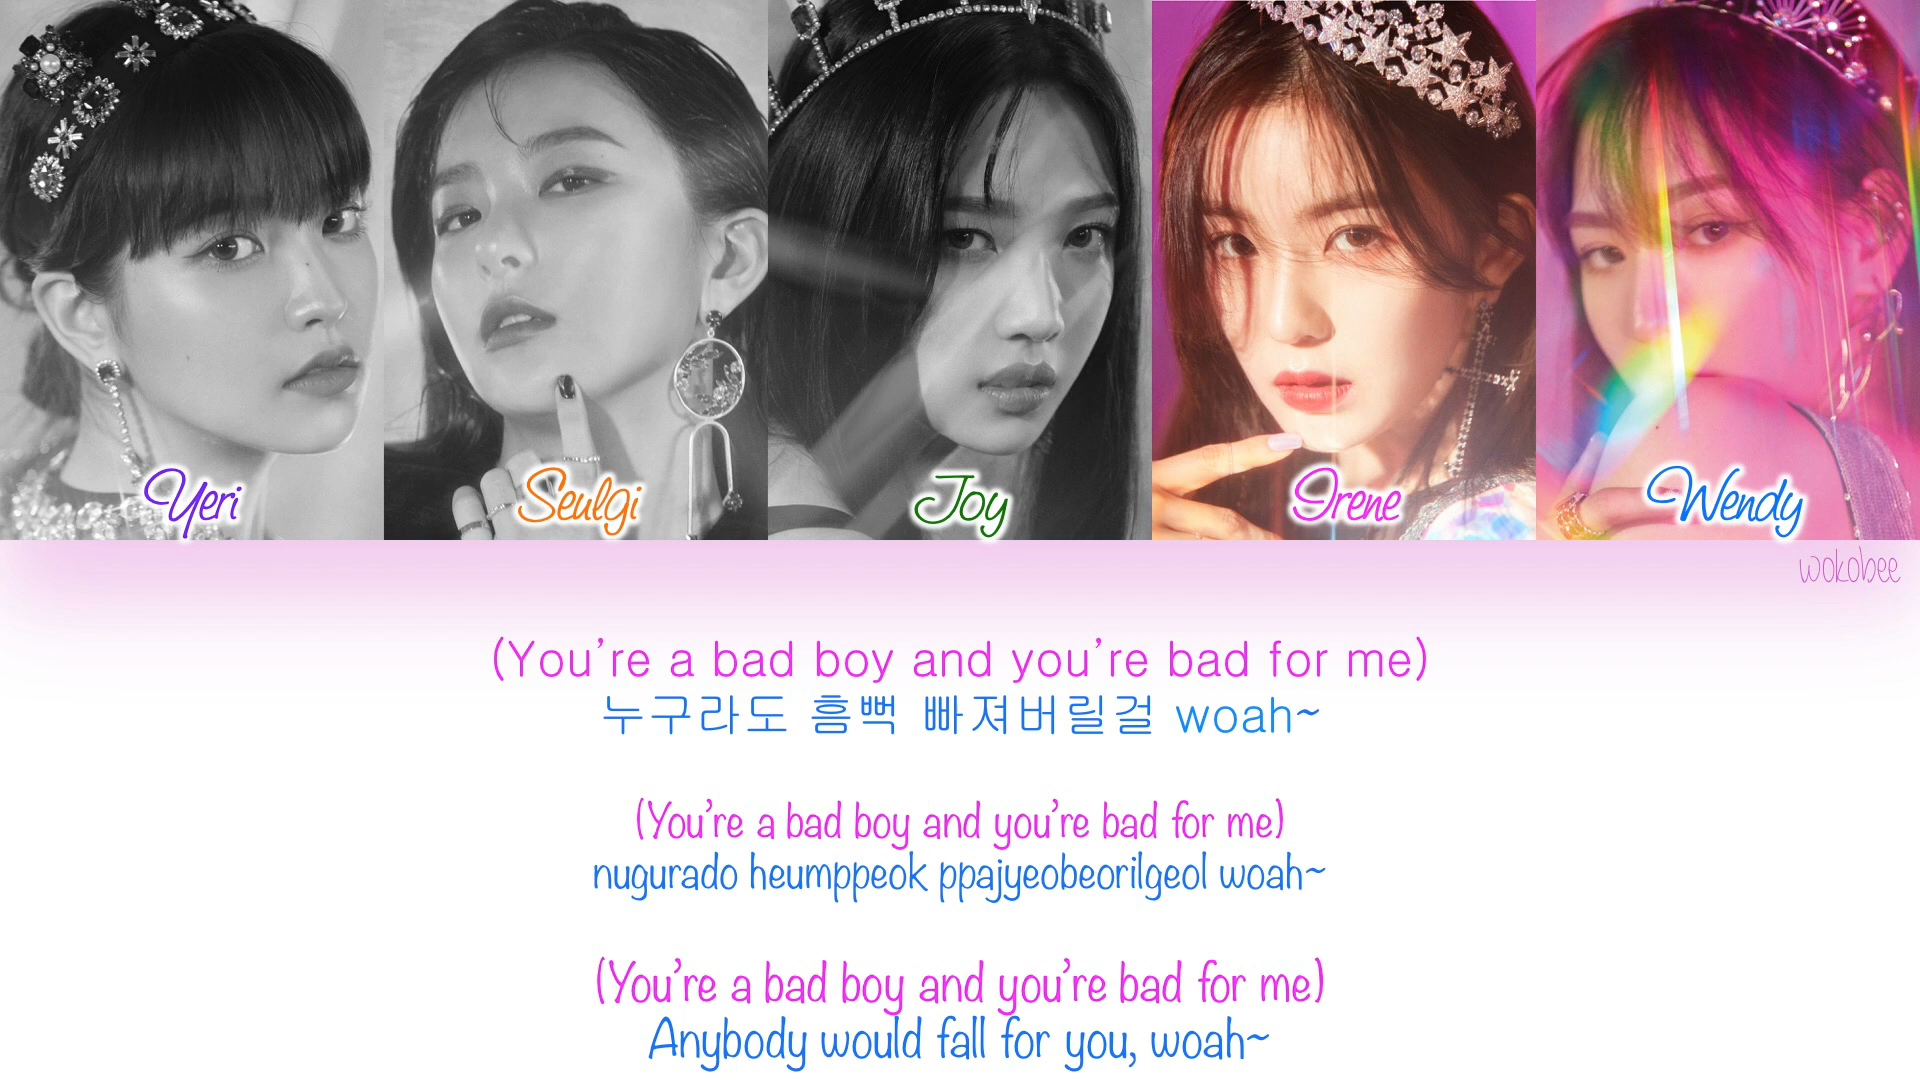 Yeri
Seulgi
Joy
Irene
Wendy
wokobee
(You're a bad boy and you're bad for me)
누구라도 흠뻑 빠져버릴걸 woah~
(You're a bad boy and you're bad for me)
nugurado heumppeok ppajyeobeorilgeol woah~
(You're a bad boy and you're bad for me)
Anybody would fall for you, woah~